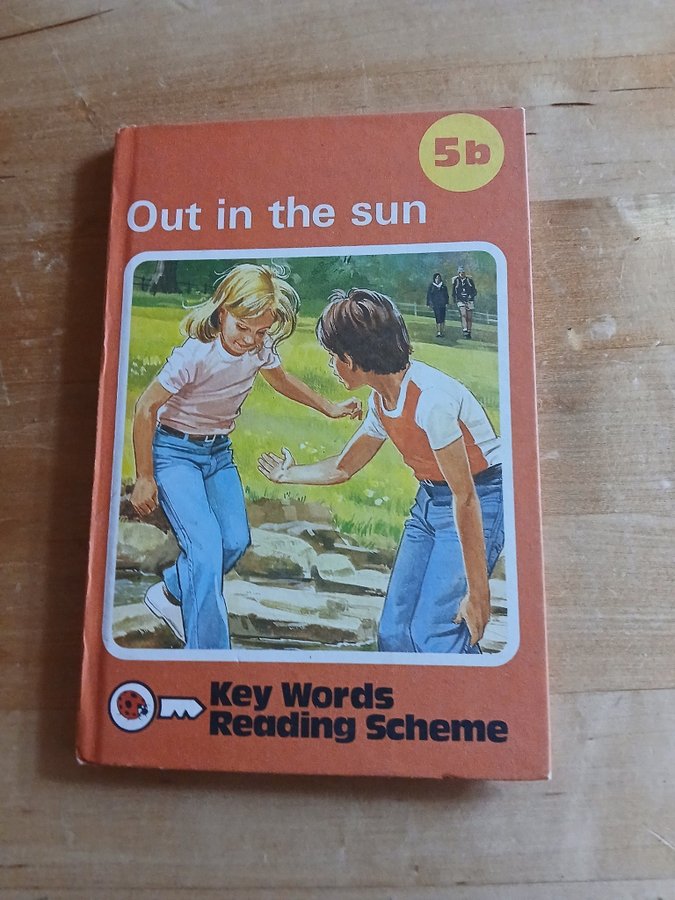 5b
Out in the sun
Key Words
Reading Scheme